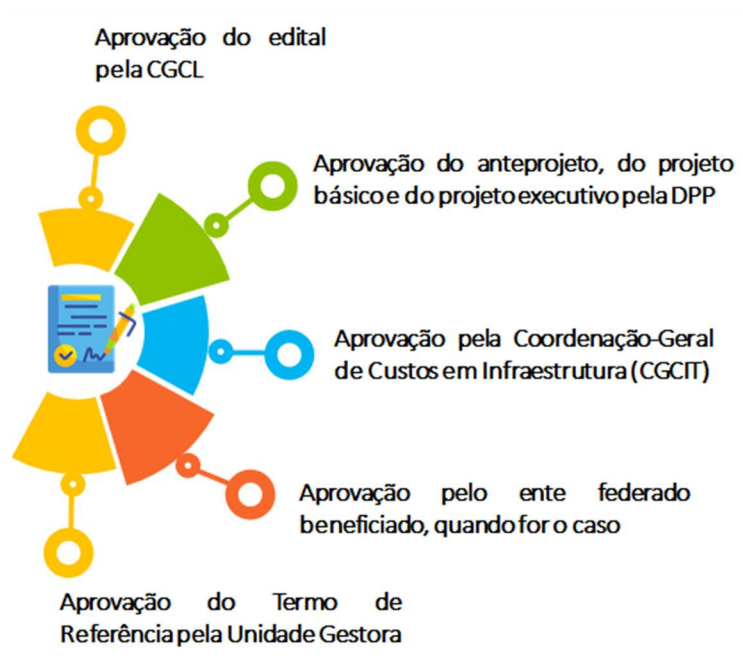 Aprovação do edital
pela CGCL
Aprovação do anteprojeto, do projeto
básico e do projeto executivo pela DPP
Aprovação pela Coordenação-Geral
de Custos em Infraestrutura (CGCIT)
Aprovação pelo ente federado
beneficiado, quando for o caso
Aprovação do Termo de
Referência pela Unidade Gestora